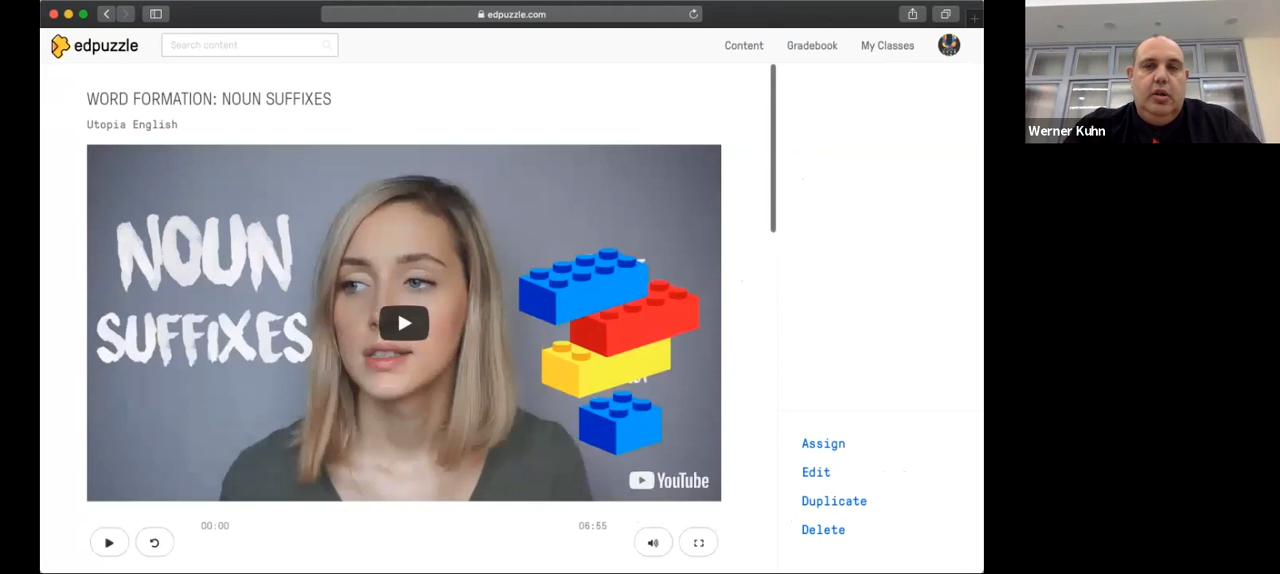 edpuzzle.com
edpuzzle
Search content
Content
Gradebook
My Classes
WORD FORMATION: NOUN SUFFIXES
Utopia English
NOUN
SUFFIXES
YouTube
00:00
06:55
Assign
Edit
Duplicate
Delete
Werner Kuhn